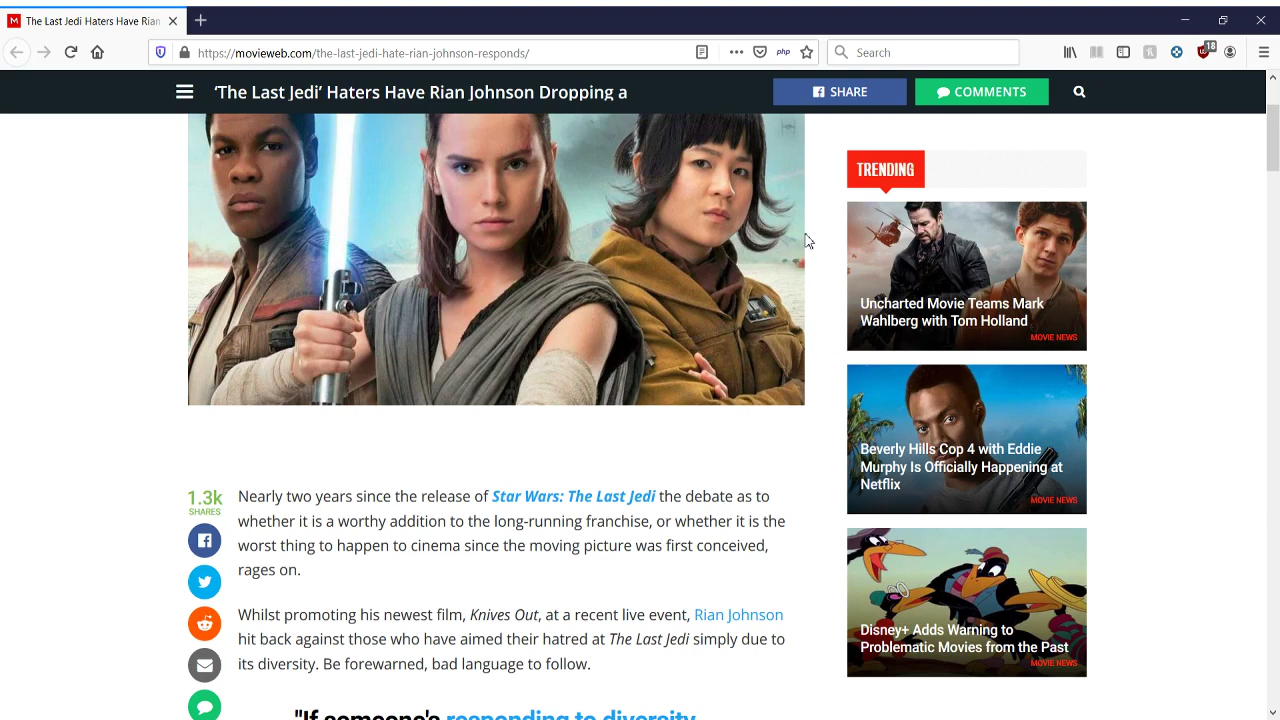 The Last Jedi Haters Have Rian
https://movieweb.com/the-last-jedi-hate-rian-johnson-responds/
php
Search
18
'The Last Jedi' Haters Have Rian Johnson Dropping a
SHARE
COMMENTS
TRENDING
Uncharted Movie Teams Mark
Wahlberg with Tom Holland
MOVIE NEWS
Beverly Hills Cop 4 with Eddie
Murphy Is Officially Happening at
Netflix
MOVIE NEWS
Disney+ Adds Warning to
Problematic Movies from the Past
MOVIE NEWS
1.3k
SHARES
Nearly two years since the release of Star Wars: The Last Jedi the debate as to
whether it is a worthy addition to the long-running franchise, or whether it is the
worst thing to happen to cinema since the moving picture was first conceived,
rages on.
Whilst promoting his newest film, Knives Out, at a recent live event, Rian Johnson
hit back against those who have aimed their hatred at The Last Jedi simply due to
its diversity. Be forewarned, bad language to follow.
"If someone's responding to diversity